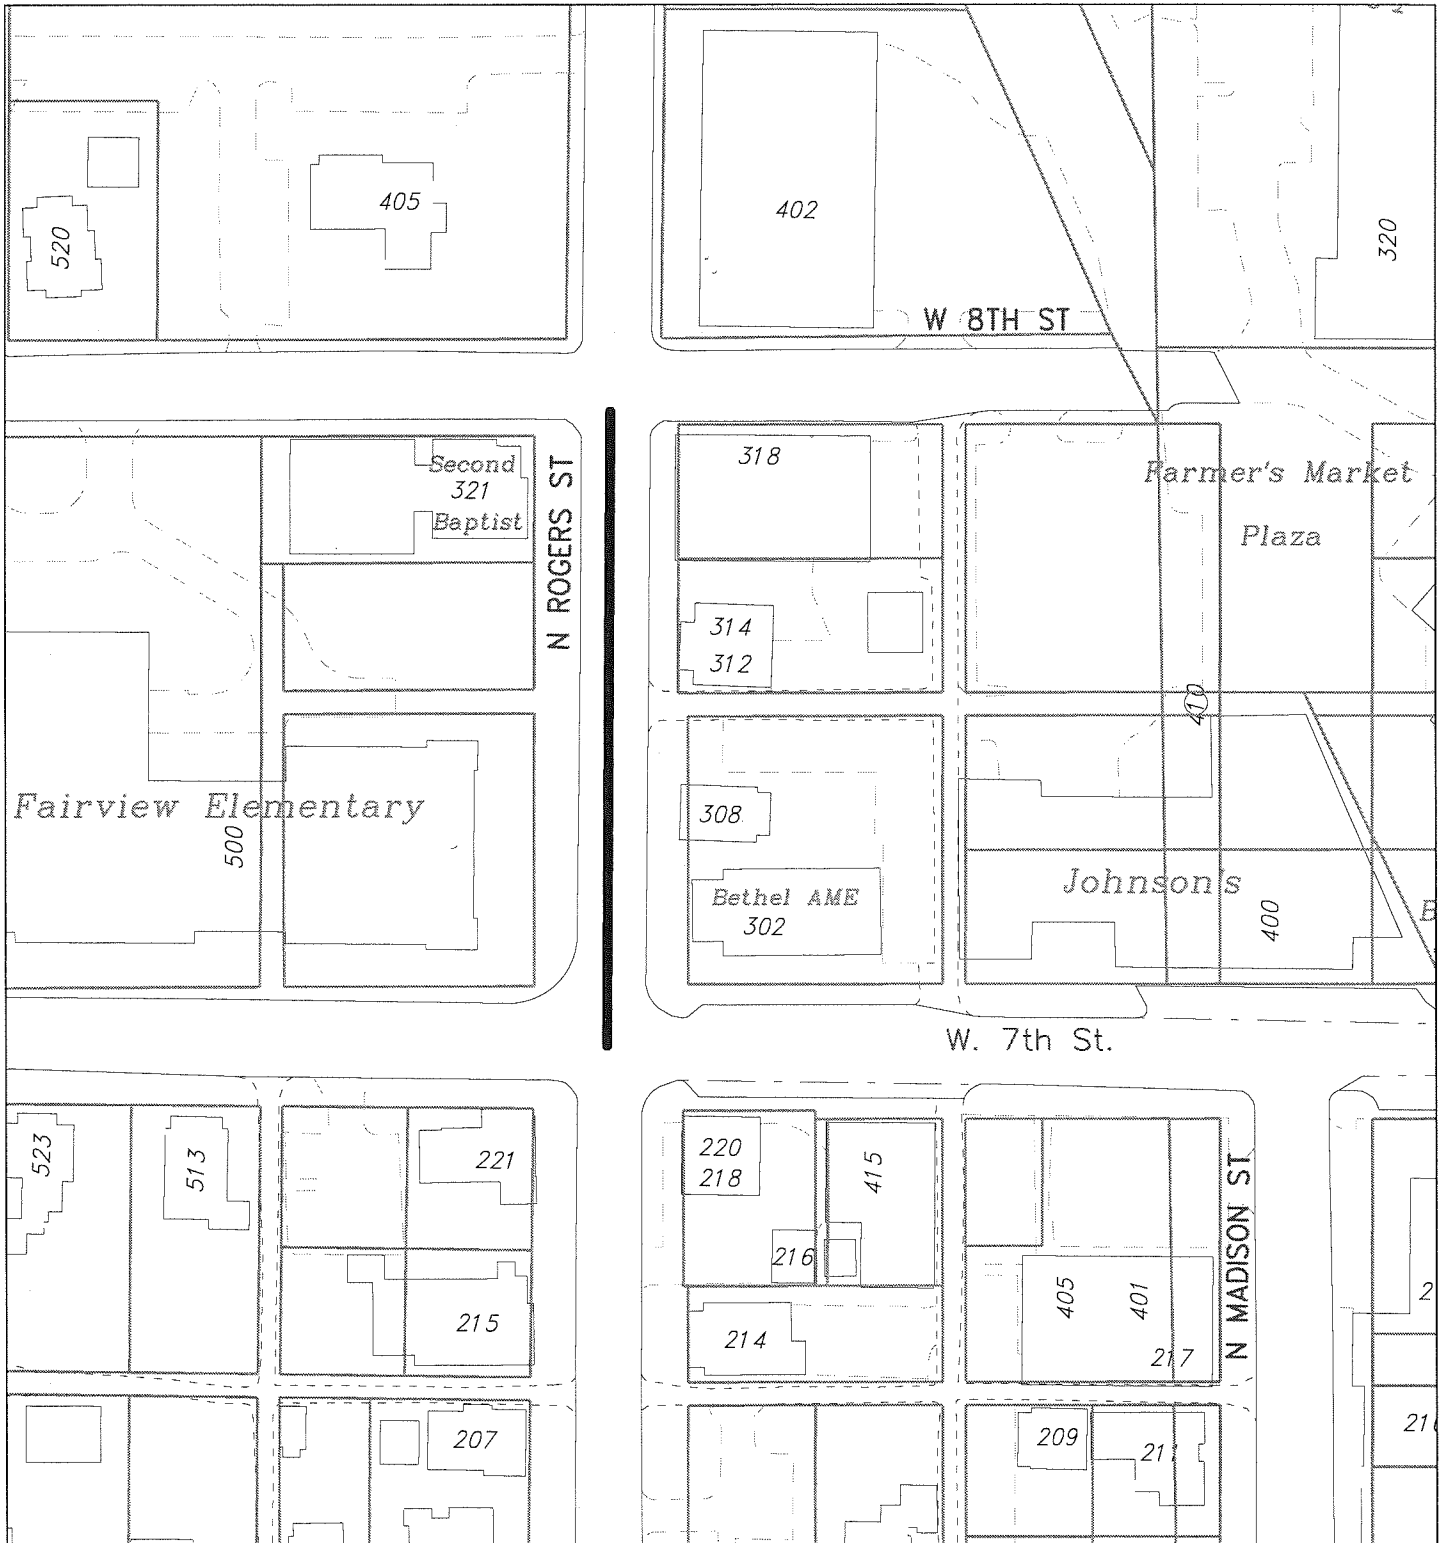 405
402
520
320
W 8TH ST
Second
321
Baptist
318
Farmer's Market
Plaza
N ROGERS ST
314
312
410
Fairview Elementary
500
308
Johnson's
Bethel AME
302
400
W. 7th St.
523
513
221
220
218
415
216
N MADISON ST
405
401
215
214
217
207
209